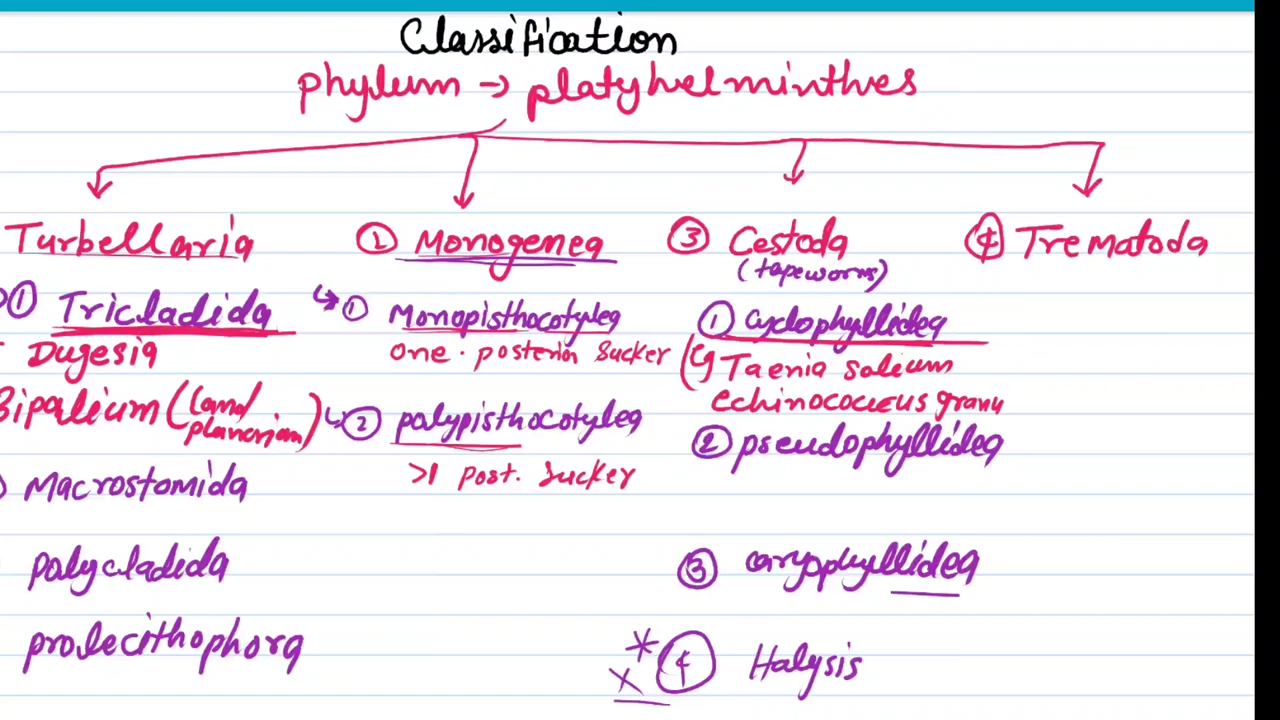 Classification
phylum → platyhelminthes
Turbellaria
① Tricladida
Dugesia
Bipalium (land planarian)
Macrostomida
polycladida
prolecithophora
② Monogenea
① Monopisthocotylea
one . posterior sucker
② polypisthocotylea
>1 post. sucker
③ Cestoda
(tapeworms)
① cyclophyllidea
Taenia solium
echinococcus granu
② pseudophyllidea
③ caryophyllidea
④ Halysis
④ Trematoda